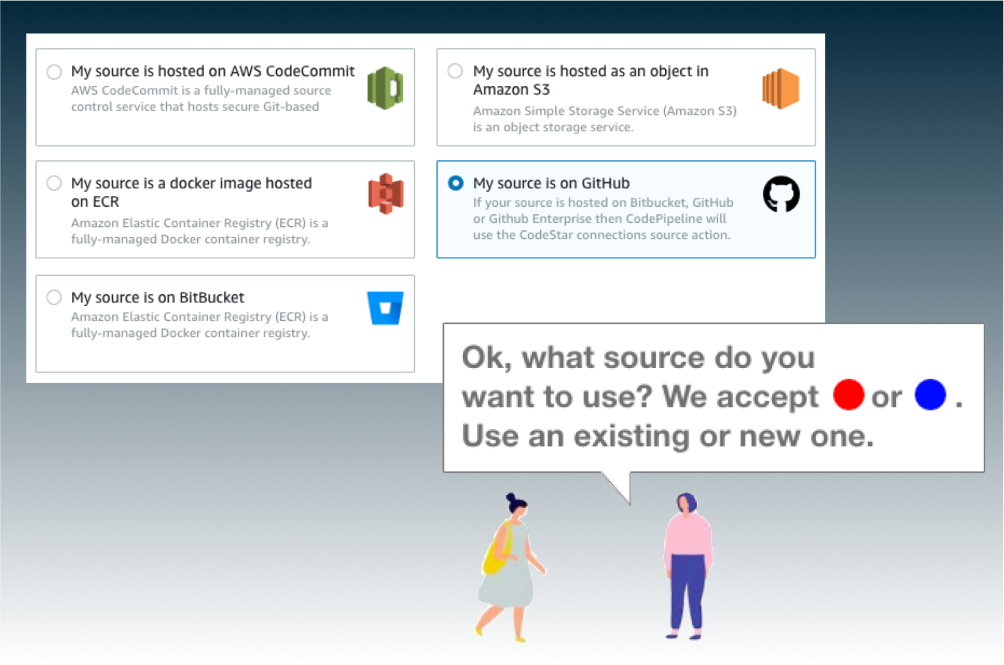 My source is hosted on AWS CodeCommit
AWS CodeCommit is a fully-managed source
control service that hosts secure Git-based
My source is hosted as an object in
Amazon S3
Amazon Simple Storage Service (Amazon S3)
is an object storage service.
My source is a docker image hosted
on ECR
Amazon Elastic Container Registry (ECR) is a
fully-managed Docker container registry.
My source is on GitHub
If your source is hosted on Bitbucket, GitHub
or Github Enterprise then CodePipeline will
use the CodeStar connections source action.
My source is on BitBucket
Amazon Elastic Container Registry (ECR) is a
fully-managed Docker container registry.
Ok, what source do you
want to use? We accept or .
Use an existing or new one.